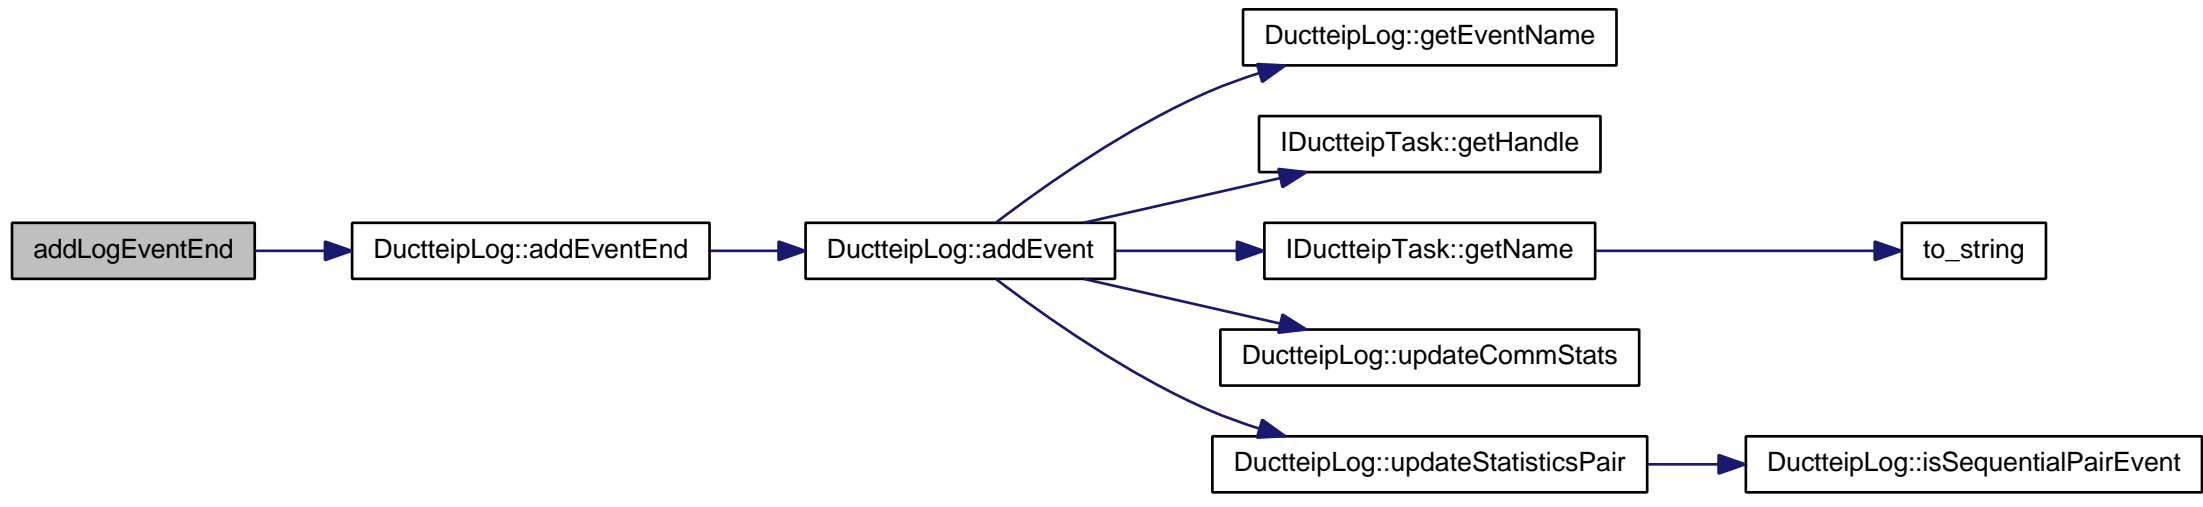 addLogEventEnd
DuctteipLog::addEventEnd
DuctteipLog::addEvent
DuctteipLog::getEventName
IDuctteipTask::getHandle
IDuctteipTask::getName
to_string
DuctteipLog::updateCommStats
DuctteipLog::updateStatisticsPair
DuctteipLog::isSequentialPairEvent